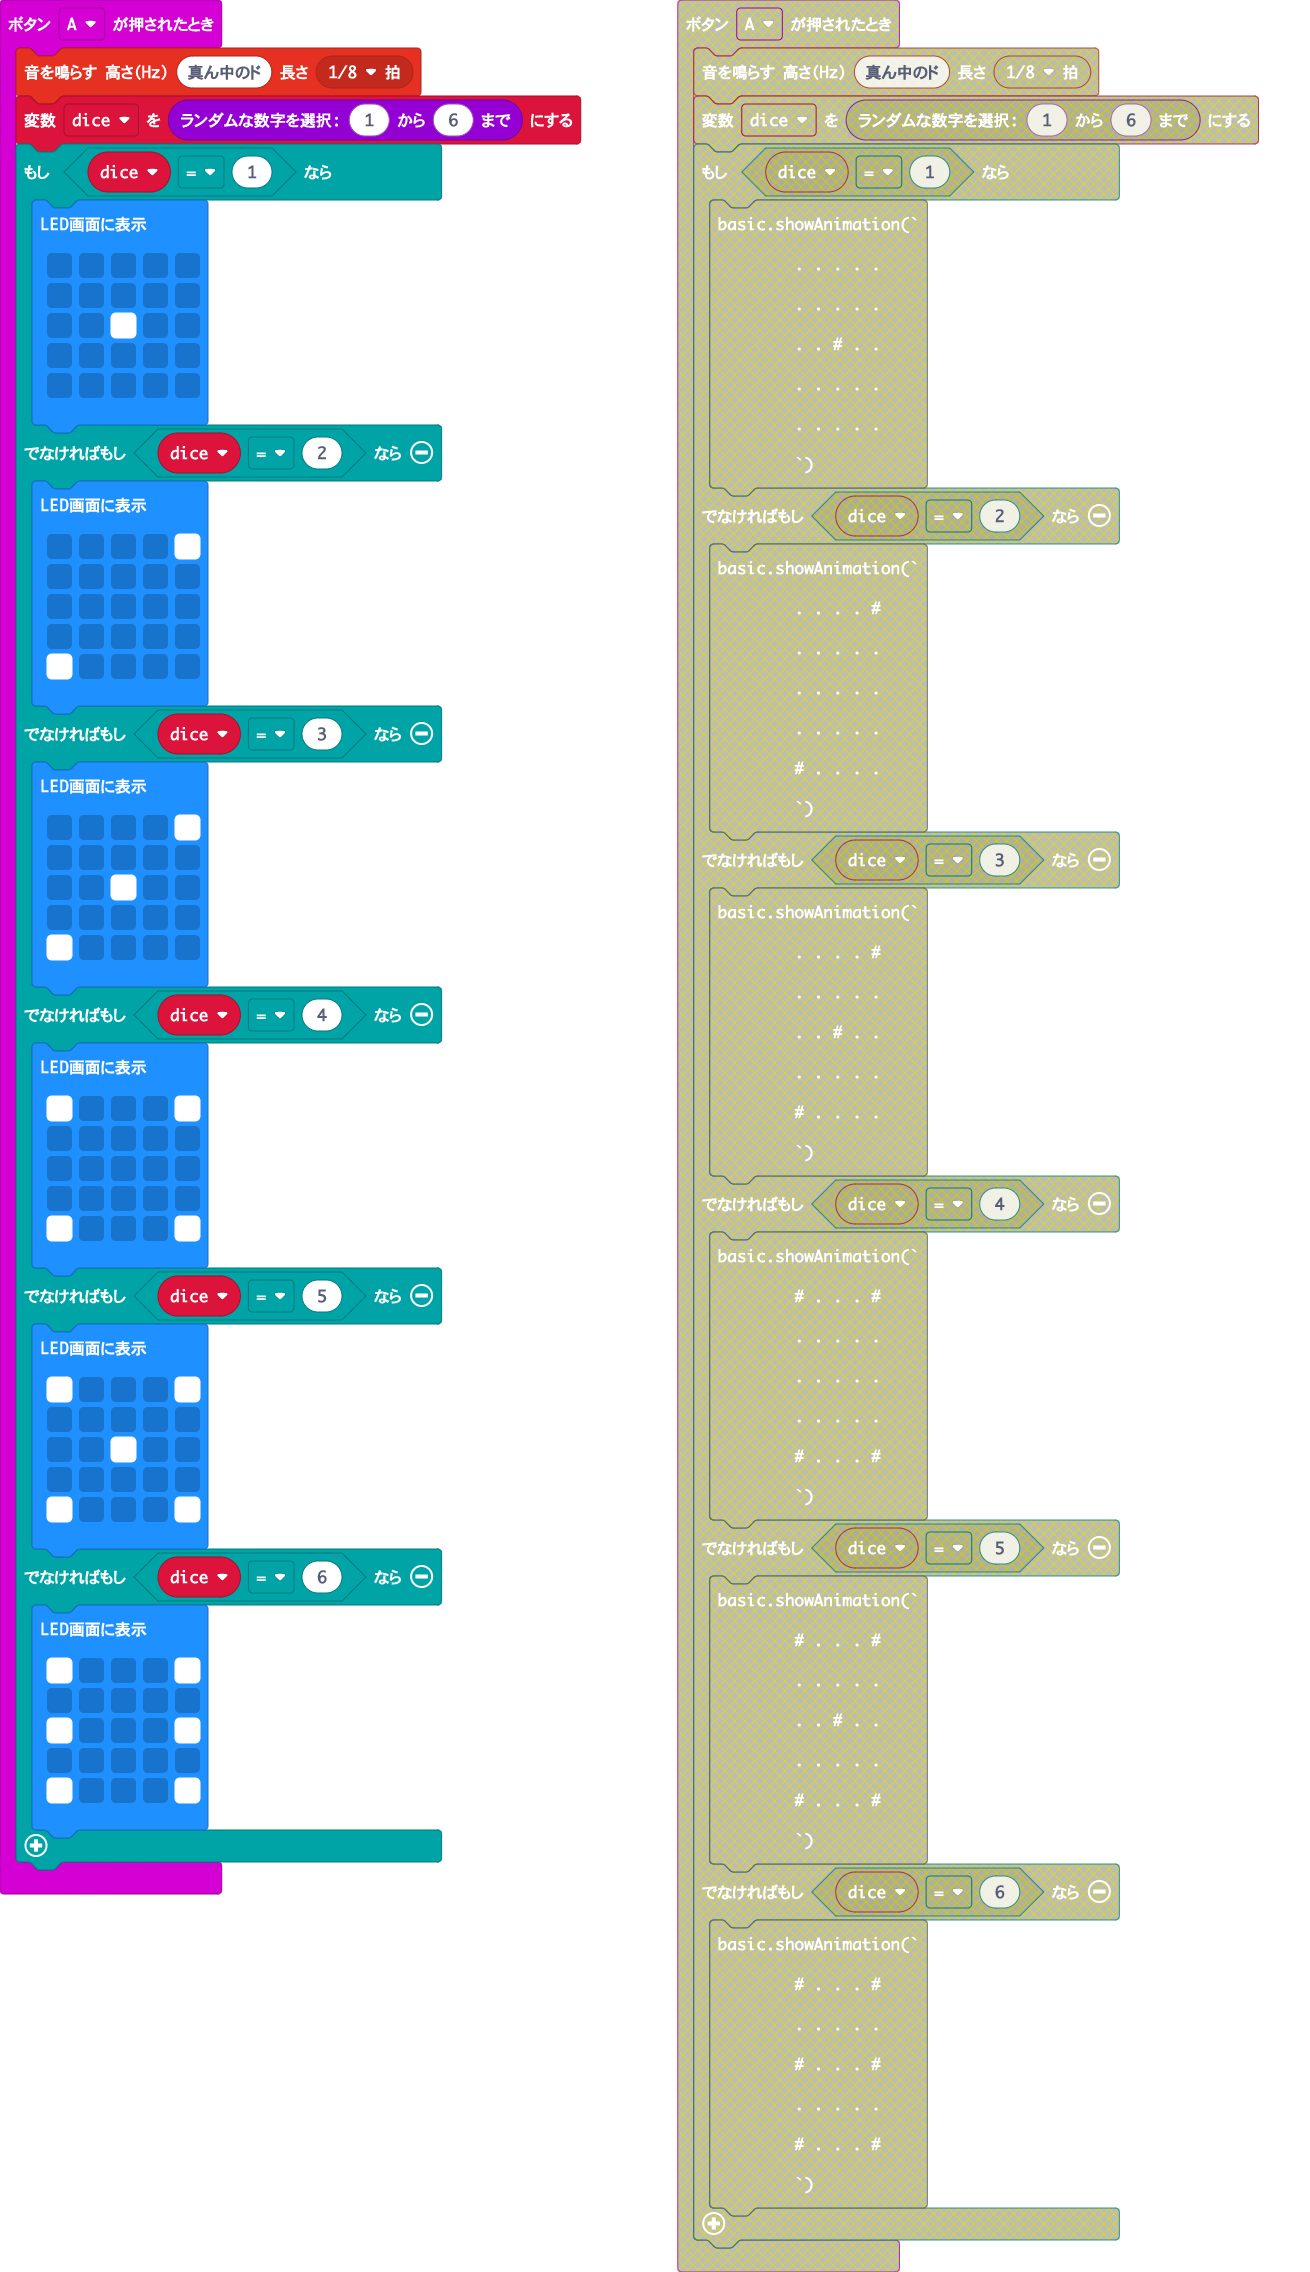 ボタン A が押されたとき
音を鳴らす 高さ(Hz) 真ん中のド 長さ 1/8 拍
変数 dice を ランダムな数字を選択: 1 から 6 まで にする
もし dice = 1 なら
LED画面に表示
でなければもし dice = 2 なら
LED画面に表示
でなければもし dice = 3 なら
LED画面に表示
でなければもし dice = 4 なら
LED画面に表示
でなければもし dice = 5 なら
LED画面に表示
でなければもし dice = 6 なら
LED画面に表示
ボタン A が押されたとき
音を鳴らす 高さ(Hz) 真ん中のド 長さ 1/8 拍
変数 dice を ランダムな数字を選択: 1 から 6 まで にする
もし dice = 1 なら
basic.showAnimation(`
. . . . .
. . . . .
. . # . .
. . . . .
. . . . .
`)
でなければもし dice = 2 なら
basic.showAnimation(`
. . . . #
. . . . .
. . . . .
. . . . .
# . . . .
`)
でなければもし dice = 3 なら
basic.showAnimation(`
. . . . #
. . . . .
. . # . .
. . . . .
# . . . .
`)
でなければもし dice = 4 なら
basic.showAnimation(`
# . . . #
. . . . .
. . . . .
. . . . .
# . . . #
`)
でなければもし dice = 5 なら
basic.showAnimation(`
# . . . #
. . . . .
. . # . .
. . . . .
# . . . #
`)
でなければもし dice = 6 なら
basic.showAnimation(`
# . . . #
. . . . .
# . . . #
. . . . .
# . . . #
`)